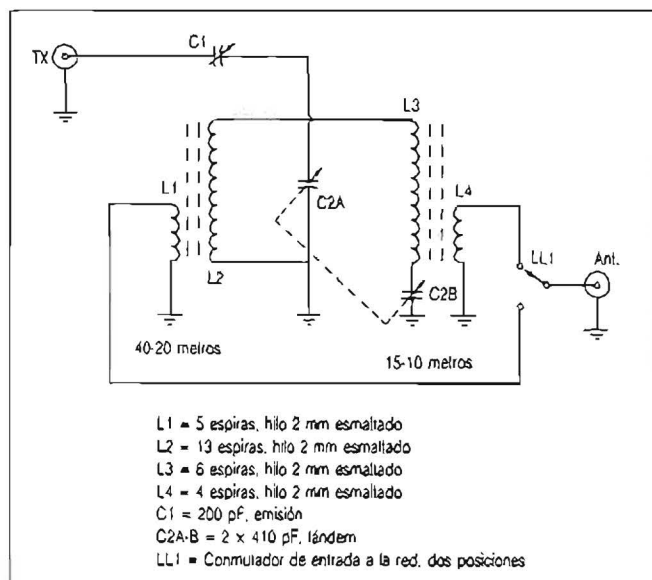 C1
TX
L3
L1
L4
C2A
LL1
Ant.
L2
C2B
40-20 metros
15-10 metros
L1 = 5 espiras, hilo 2 mm esmaltado
L2 = 13 espiras, hilo 2 mm esmaltado
L3 = 6 espiras, hilo 2 mm esmaltado
L4 = 4 espiras, hilo 2 mm esmaltado
C1 = 200 pF, emisión
C2A-B = 2 x 410 pF, tándem
LL1 = Conmutador de entrada a la red, dos posiciones